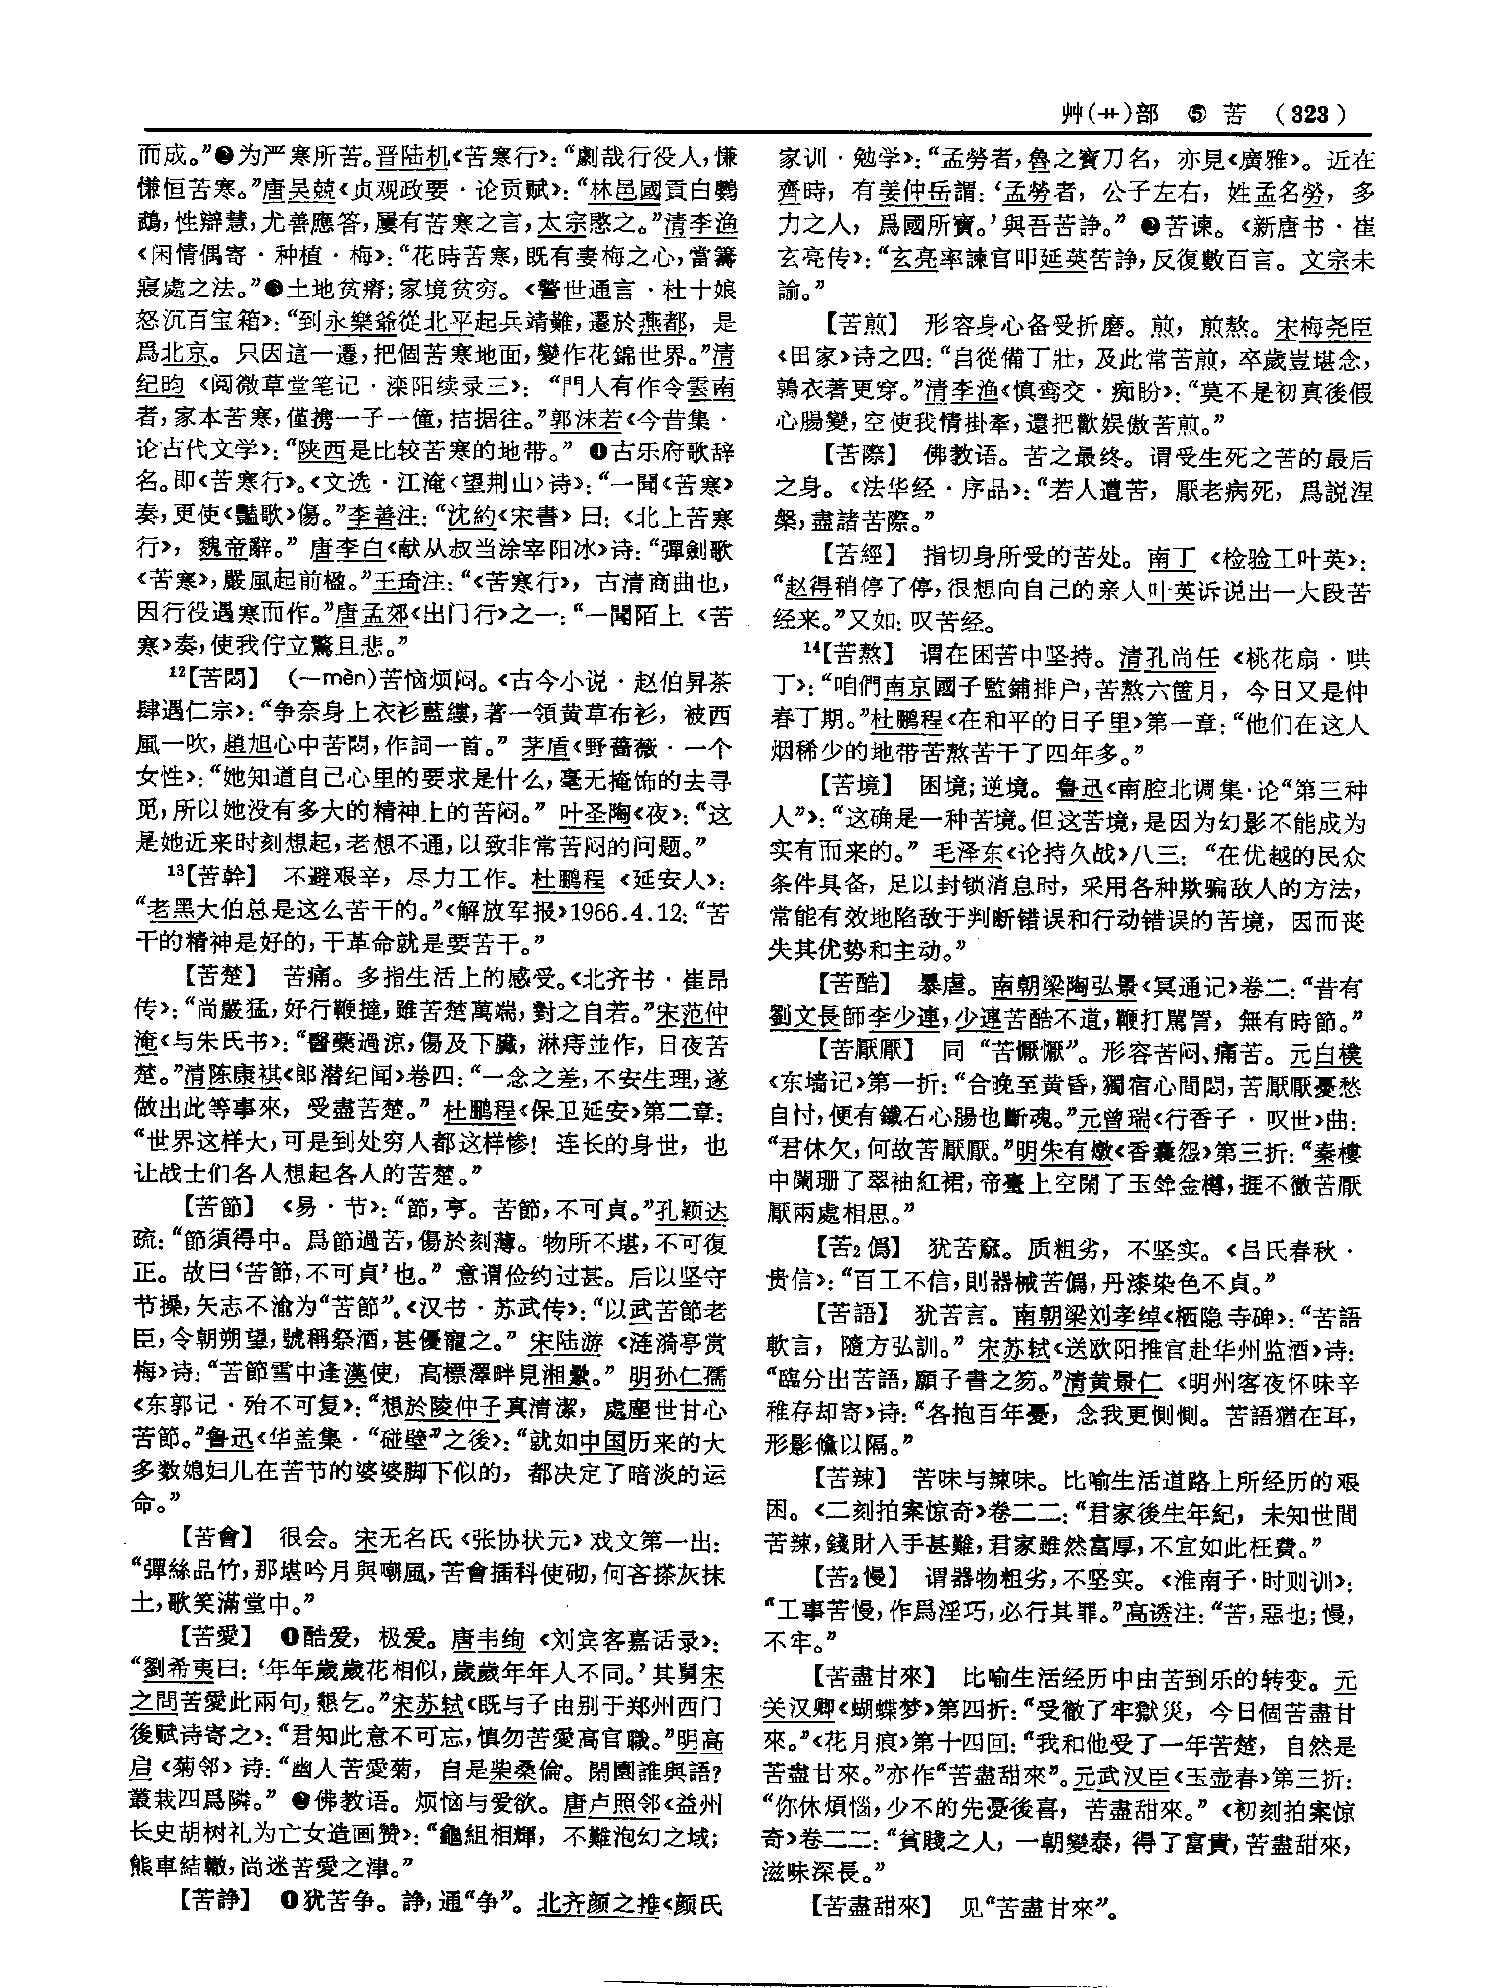 艸(艹)部 ⑤ 苦 (323)
而成。”❷为严寒所苦。晋陆机《苦寒行》：“劇哉行役人，慊
慊恒苦寒。”唐吴兢《贞观政要·论贡赋》：“林邑國貢白鸚
鵡，性辯慧，尤善應答，屢有苦寒之言，太宗愍之。”清李渔
《闲情偶寄·种植·梅》：“花時苦寒，既有妻梅之心，當籌
寢處之法。”❸土地贫瘠；家境贫穷。《警世通言·杜十娘
怒沉百宝箱》：“到永樂爺從北平起兵靖難，遷於燕都，是
爲北京。只因這一遷，把個苦寒地面，變作花錦世界。”清
纪昀《阅微草堂笔记·滦阳续录三》：“門人有作令雲南
者，家本苦寒，僅携一子一僮，拮据往。”郭沫若《今昔集·
论古代文学》：“陕西是比较苦寒的地带。”❹古乐府歌辞
名。即《苦寒行》。《文选·江淹〈望荆山〉诗》：“一聞《苦寒》
奏，更使《豔歌》傷。”李善注：“沈約《宋書》曰：《北上苦寒
行》，魏帝辭。”唐李白《献从叔当涂宰阳冰》诗：“彈劍歌
《苦寒》，嚴風起前楹。”王琦注：“《苦寒行》，古清商曲也，
因行役遇寒而作。”唐孟郊《出门行》之一：“一聞陌上《苦
寒》奏，使我佇立驚且悲。”
12【苦悶】 (－mèn)苦恼烦闷。《古今小说·赵伯昇茶
肆遇仁宗》：“争奈身上衣衫藍縷，著一領黄草布衫，被西
風一吹，趙旭心中苦悶，作詞一首。”茅盾《野蔷薇·一个
女性》：“她知道自己心里的要求是什么，毫无掩饰的去寻
觅，所以她没有多大的精神上的苦闷。”叶圣陶《夜》：“这
是她近来时刻想起，老想不通，以致非常苦闷的问题。”
13【苦幹】 不避艰辛，尽力工作。杜鹏程《延安人》：
“老黑大伯总是这么苦干的。”《解放军报》1966.4.12：“苦
干的精神是好的，干革命就是要苦干。”
【苦楚】 苦痛。多指生活上的感受。《北齐书·崔昂
传》：“尚嚴猛，好行鞭撻，雖苦楚萬端，對之自若。”宋范仲
淹《与朱氏书》：“醫藥過涼，傷及下臟，淋痔並作，日夜苦
楚。”清陈康祺《郎潜纪闻》卷四：“一念之差，不安生理，遂
做出此等事來，受盡苦楚。”杜鹏程《保卫延安》第二章：
“世界这样大，可是到处穷人都这样惨！连长的身世，也
让战士们各人想起各人的苦楚。”
【苦節】 《易·节》：“節，亨。苦節，不可貞。”孔颖达
疏：“節須得中。爲節過苦，傷於刻薄。物所不堪，不可復
正。故曰‘苦節，不可貞’也。”意谓俭约过甚。后以坚守
节操，矢志不渝为“苦節”。《汉书·苏武传》：“以武苦節老
臣，令朝朔望，號稱祭酒，甚優寵之。”宋陆游《涟漪亭赏
梅》诗：“苦節雪中逢漢使，高標澤畔見湘纍。”明孙仁孺
《东郭记·殆不可复》：“想於陵仲子真清潔，處塵世甘心
苦節。”鲁迅《华盖集·“碰壁”之後》：“就如中国历来的大
多数媳妇儿在苦节的婆婆脚下似的，都决定了暗淡的运
命。”
【苦會】 很会。宋无名氏《张协状元》戏文第一出：
“彈絲品竹，那堪吟月與嘲風，苦會插科使砌，何吝搽灰抹
土，歌笑滿堂中。”
【苦愛】 ❶酷爱，极爱。唐韦绚《刘宾客嘉话录》：
“劉希夷曰：‘年年歲歲花相似，歲歲年年人不同。’其舅宋
之問苦愛此兩句，懇乞。”宋苏轼《既与子由别于郑州西门
後赋诗寄之》：“君知此意不可忘，慎勿苦愛高官職。”明高
启《菊邻》诗：“幽人苦愛菊，自是柴桑倫。閉園誰與語？
叢栽四爲隣。”❷佛教语。烦恼与爱欲。唐卢照邻《益州
长史胡树礼为亡女造画赞》：“龜組相輝，不難泡幻之域；
熊車結轍，尚迷苦愛之津。”
【苦諍】 ❶犹苦争。諍，通“争”。北齐颜之推《颜氏
家训·勉学》：“孟勞者，魯之寶刀名，亦見《廣雅》。近在
齊時，有姜仲岳謂：‘孟勞者，公子左右，姓孟名勞，多
力之人，爲國所寶。’與吾苦諍。”❷苦谏。《新唐书·崔
玄亮传》：“玄亮率諫官叩延英苦諍，反復數百言。文宗未
諭。”
【苦煎】 形容身心备受折磨。煎，煎熬。宋梅尧臣
《田家》诗之四：“自從備丁壯，及此常苦煎，卒歲豈堪念，
鶉衣著更穿。”清李渔《慎鸾交·痴盼》：“莫不是初真後假
心腸變，空使我情掛牽，還把歡娱倣苦煎。”
【苦際】 佛教语。苦之最终。谓受生死之苦的最后
之身。《法华经·序品》：“若人遭苦，厭老病死，爲説涅
槃，盡諸苦際。”
【苦經】 指切身所受的苦处。南丁《检验工叶英》：
“赵得稍停了停，很想向自己的亲人叶英诉说出一大段苦
经来。”又如：叹苦经。
14【苦熬】 谓在困苦中坚持。清孔尚任《桃花扇·哄
丁》：“咱們南京國子監鋪排户，苦熬六箇月，今日又是仲
春丁期。”杜鹏程《在和平的日子里》第一章：“他们在这人
烟稀少的地带苦熬苦干了四年多。”
【苦境】 困境；逆境。鲁迅《南腔北调集·论“第三种
人”》：“这确是一种苦境。但这苦境，是因为幻影不能成为
实有而来的。”毛泽东《论持久战》八三：“在优越的民众
条件具备，足以封锁消息时，采用各种欺骗敌人的方法，
常能有效地陷敌于判断错误和行动错误的苦境，因而丧
失其优势和主动。”
【苦酷】 暴虐。南朝梁陶弘景《冥通记》卷二：“昔有
劉文長師李少連，少連苦酷不道，鞭打罵詈，無有時節。”
【苦厭厭】 同“苦懨懨”。形容苦闷、痛苦。元白樸
《东墙记》第一折：“合晚至黄昏，獨宿心間悶，苦厭厭憂愁
自忖，便有鐵石心腸也斷魂。”元曾瑞《行香子·叹世》曲：
“君休欠，何故苦厭厭。”明朱有燉《香囊怨》第三折：“秦樓
中闌珊了翠袖紅裙，帝臺上空閑了玉斝金樽，捱不徹苦厭
厭兩處相思。”
【苦₂僞】 犹苦窳。质粗劣，不坚实。《吕氏春秋·
贵信》：“百工不信，則器械苦僞，丹漆染色不貞。”
【苦語】 犹苦言。南朝梁刘孝绰《栖隐寺碑》：“苦語
軟言，隨方弘訓。”宋苏轼《送欧阳推官赴华州监酒》诗：
“臨分出苦語，願子書之笏。”清黄景仁《明州客夜怀味辛
稚存却寄》诗：“各抱百年憂，念我更惻惻。苦語猶在耳，
形影儵以隔。”
【苦辣】 苦味与辣味。比喻生活道路上所经历的艰
困。《二刻拍案惊奇》卷二二：“君家後生年紀，未知世間
苦辣，錢財入手甚難，君家雖然富厚，不宜如此枉費。”
【苦₂慢】 谓器物粗劣，不坚实。《淮南子·时则训》：
“工事苦慢，作爲淫巧，必行其罪。”高诱注：“苦，惡也；慢，
不牢。”
【苦盡甘來】 比喻生活经历中由苦到乐的转变。元
关汉卿《蝴蝶梦》第四折：“受徹了牢獄災，今日個苦盡甘
來。”《花月痕》第十四回：“我和他受了一年苦楚，自然是
苦盡甘來。”亦作“苦盡甜來”。元武汉臣《玉壶春》第三折：
“你休煩惱，少不的先憂後喜，苦盡甜來。”《初刻拍案惊
奇》卷二二：“貧賤之人，一朝變泰，得了富貴，苦盡甜來，
滋味深長。”
【苦盡甜來】 见“苦盡甘來”。